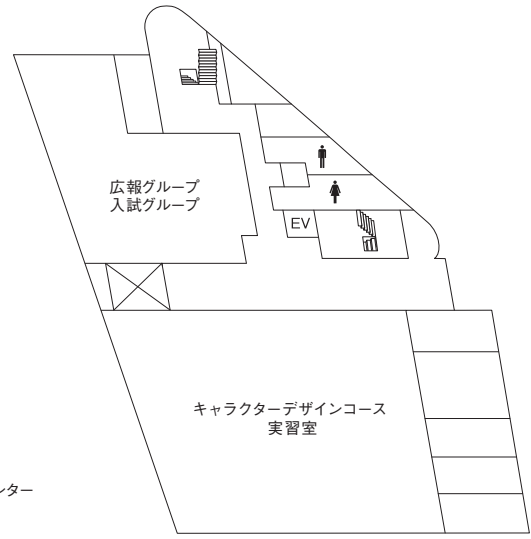 広報グループ
入試グループ
EV
キャラクターデザインコース
実習室
ンター